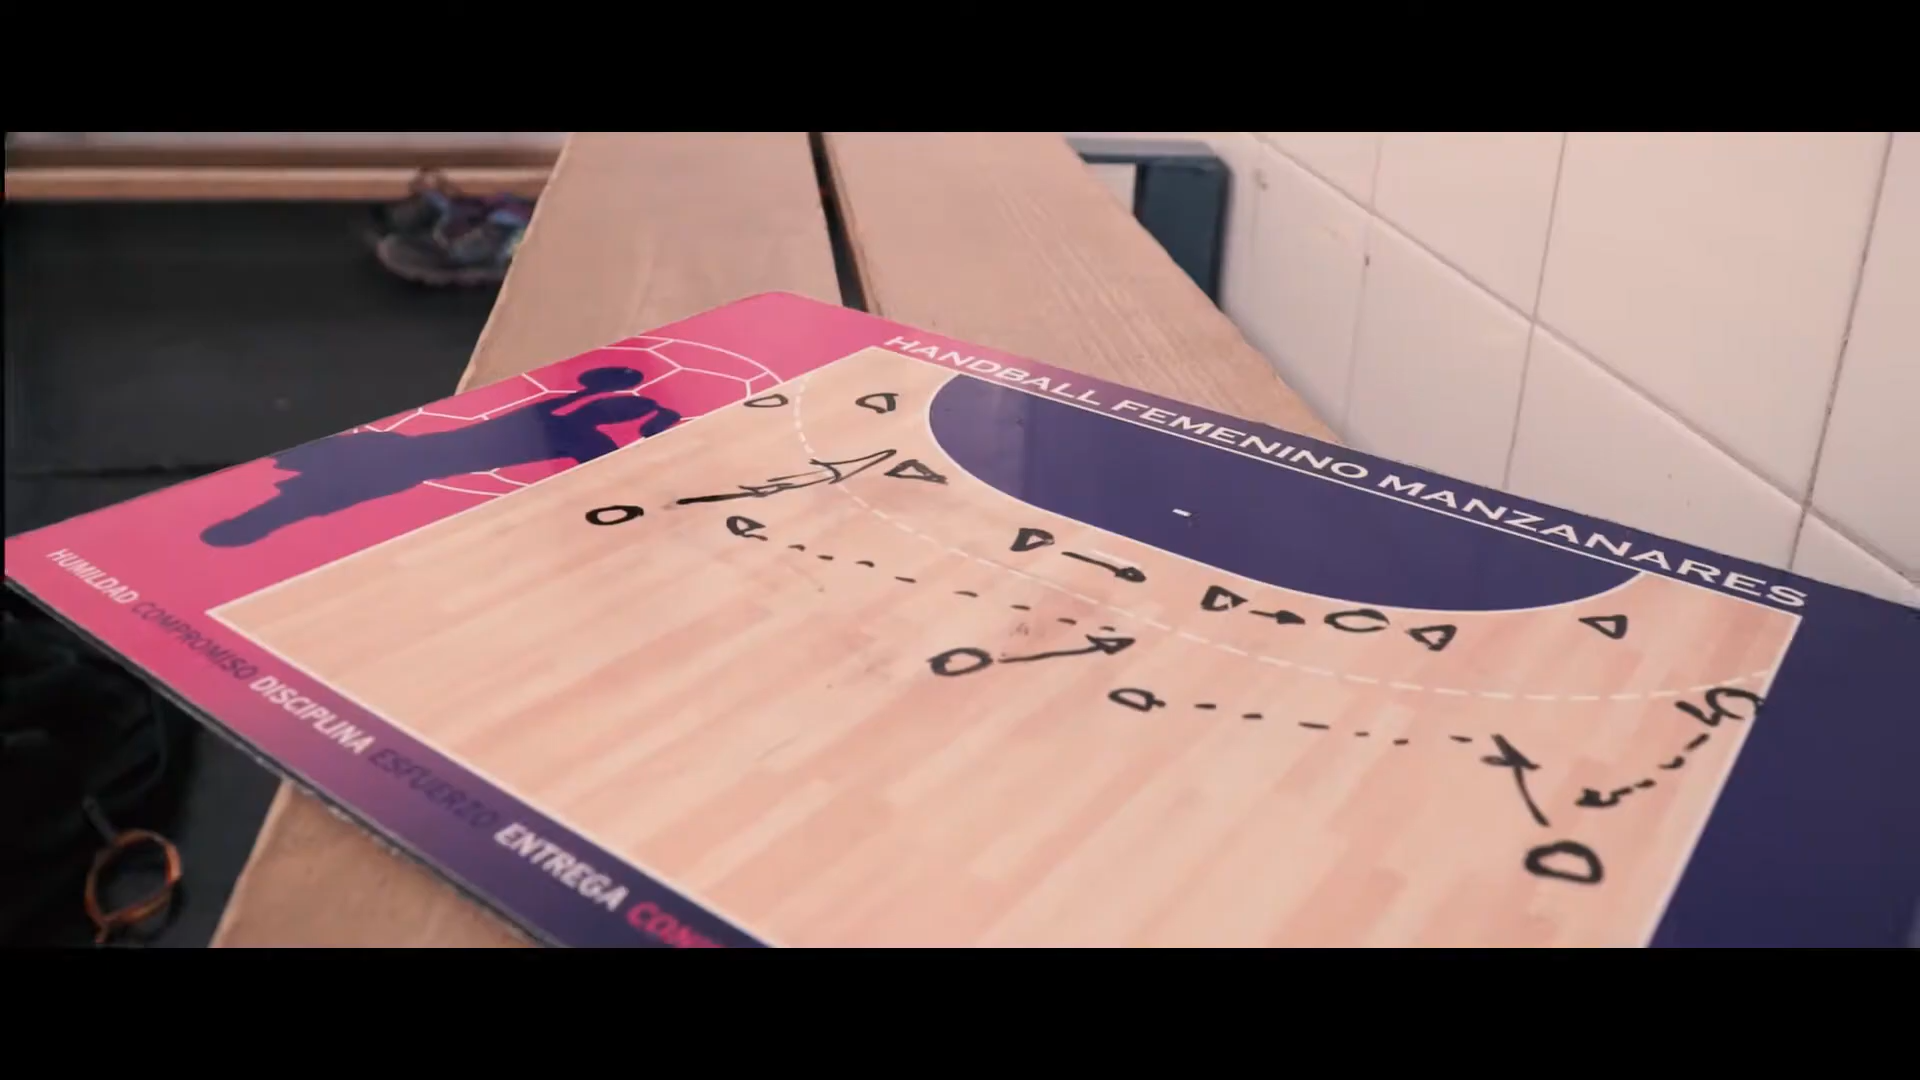 HANDBALL FEMENINO MANZANARES
HUMILDAD COMPROMISO DISCIPLINA ESFUERZO ENTREGA